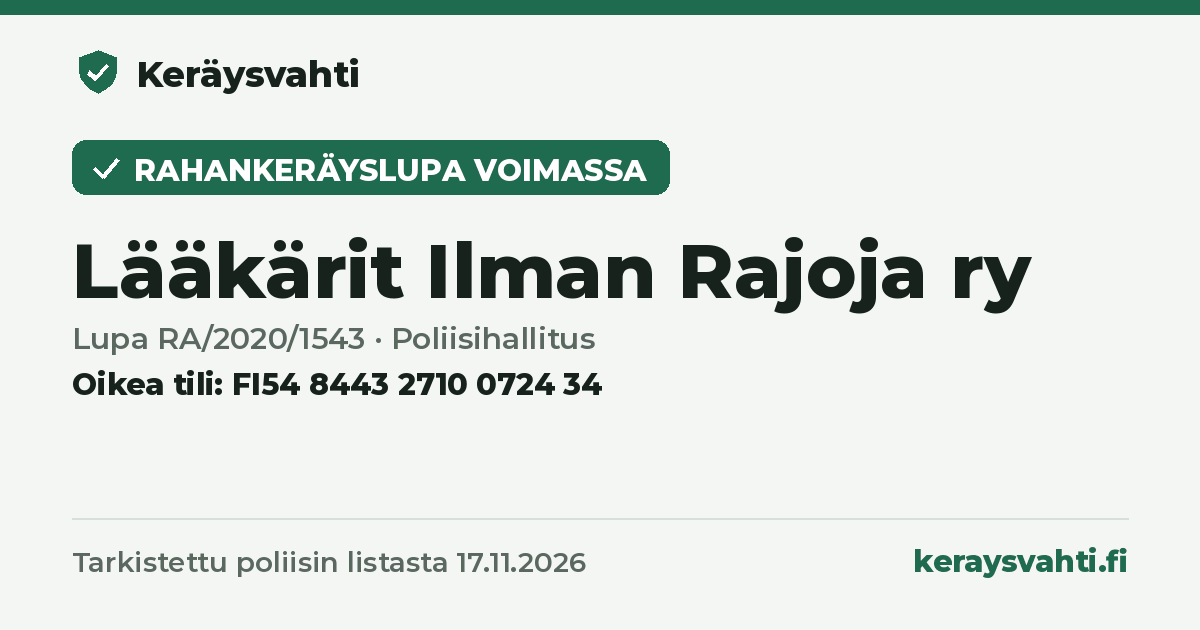 Keräysvahti
RAHANKERÄYSLUPA VOIMASSA
Lääkärit Ilman Rajoja ry
Lupa RA/2020/1543 · Poliisihallitus
Oikea tili: FI54 8443 2710 0724 34
Tarkistettu poliisin listasta 17.11.2026
keraysvahti.fi